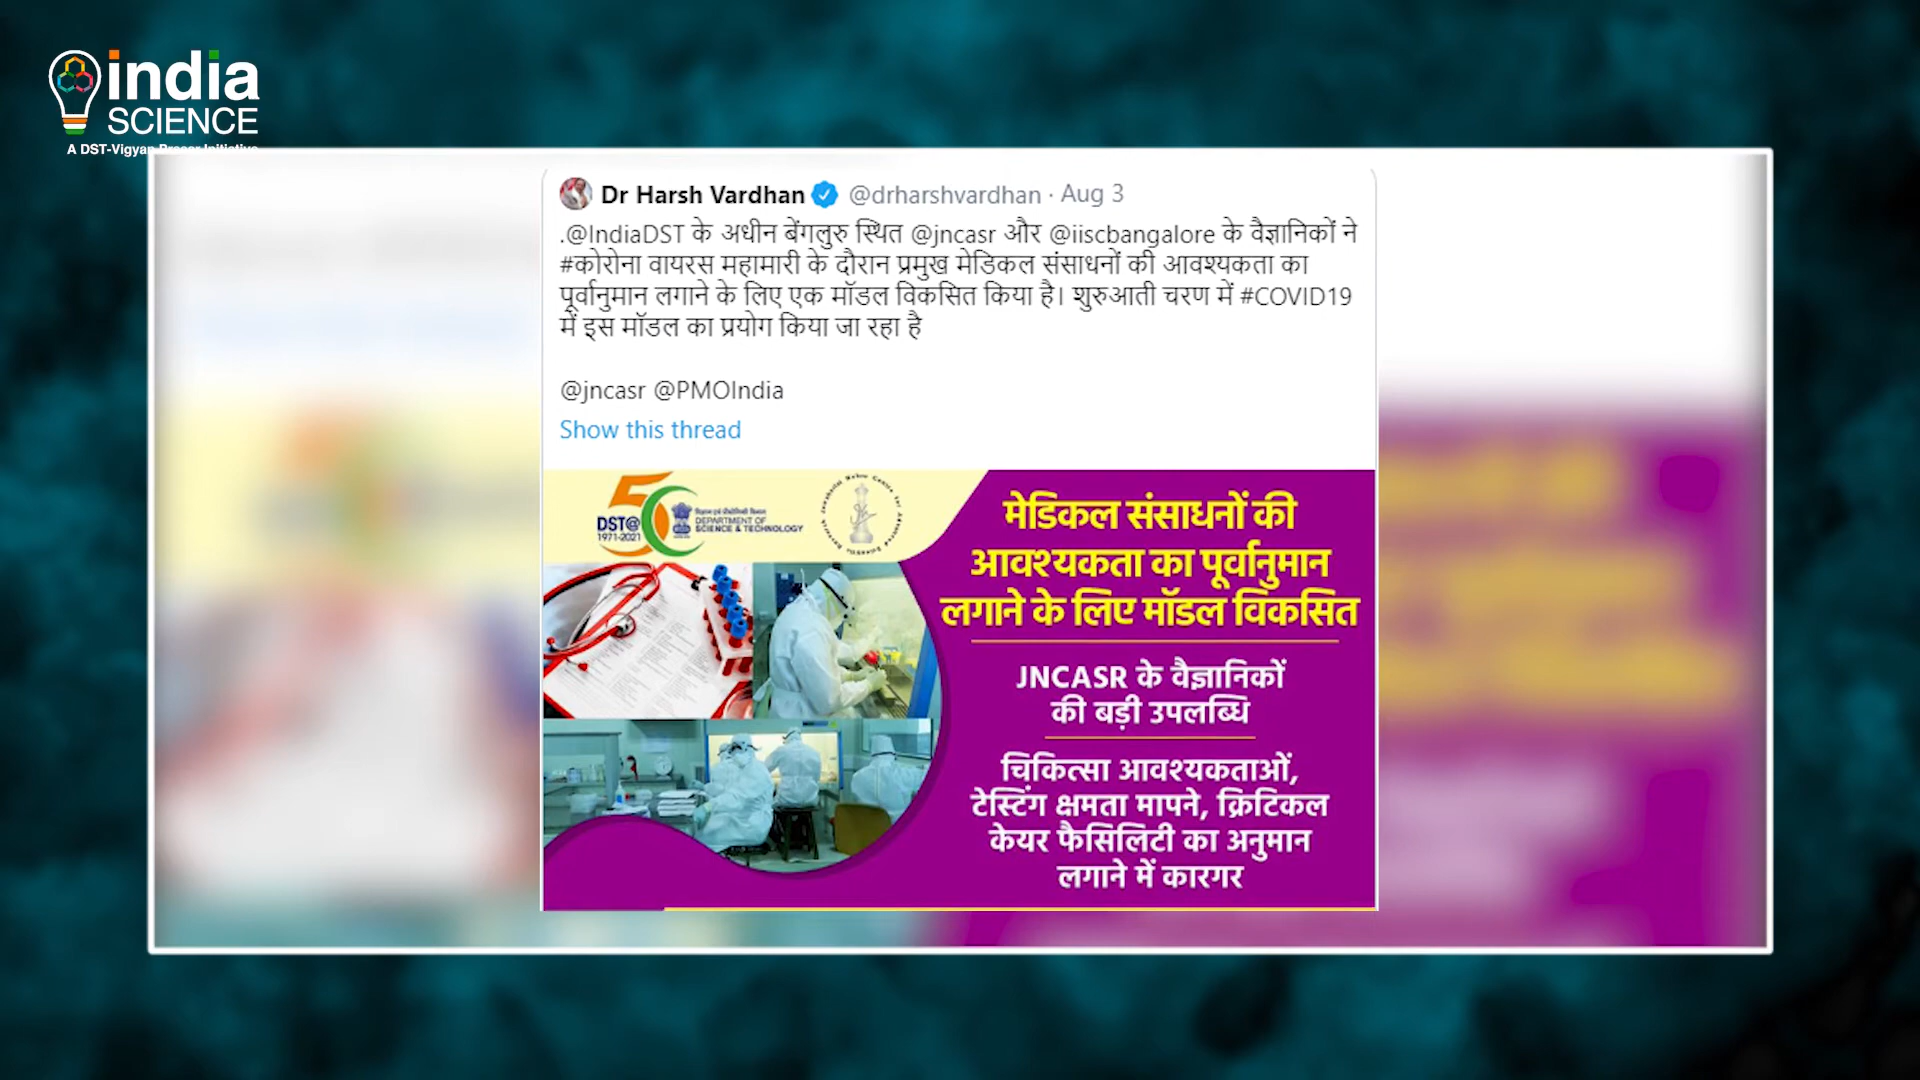 india
SCIENCE
A DST-Vigyan Prasar Initiative
Dr Harsh Vardhan @drharshvardhan · Aug 3
.@IndiaDST के अधीन बेंगलुरु स्थित @jncasr और @iiscbangalore के वैज्ञानिकों ने
#कोरोना वायरस महामारी के दौरान प्रमुख मेडिकल संसाधनों की आवश्यकता का
पूर्वानुमान लगाने के लिए एक मॉडल विकसित किया है। शुरुआती चरण में #COVID19
में इस मॉडल का प्रयोग किया जा रहा है
@jncasr @PMOIndia
Show this thread
50
DST@
1971-2021
विज्ञान एवं प्रौद्योगिकी विभाग
DEPARTMENT OF
SCIENCE & TECHNOLOGY
मेडिकल संसाधनों की
आवश्यकता का पूर्वानुमान
लगाने के लिए मॉडल विकसित
JNCASR के वैज्ञानिकों
की बड़ी उपलब्धि
चिकित्सा आवश्यकताओं,
टेस्टिंग क्षमता मापने, क्रिटिकल
केयर फैसिलिटी का अनुमान
लगाने में कारगर